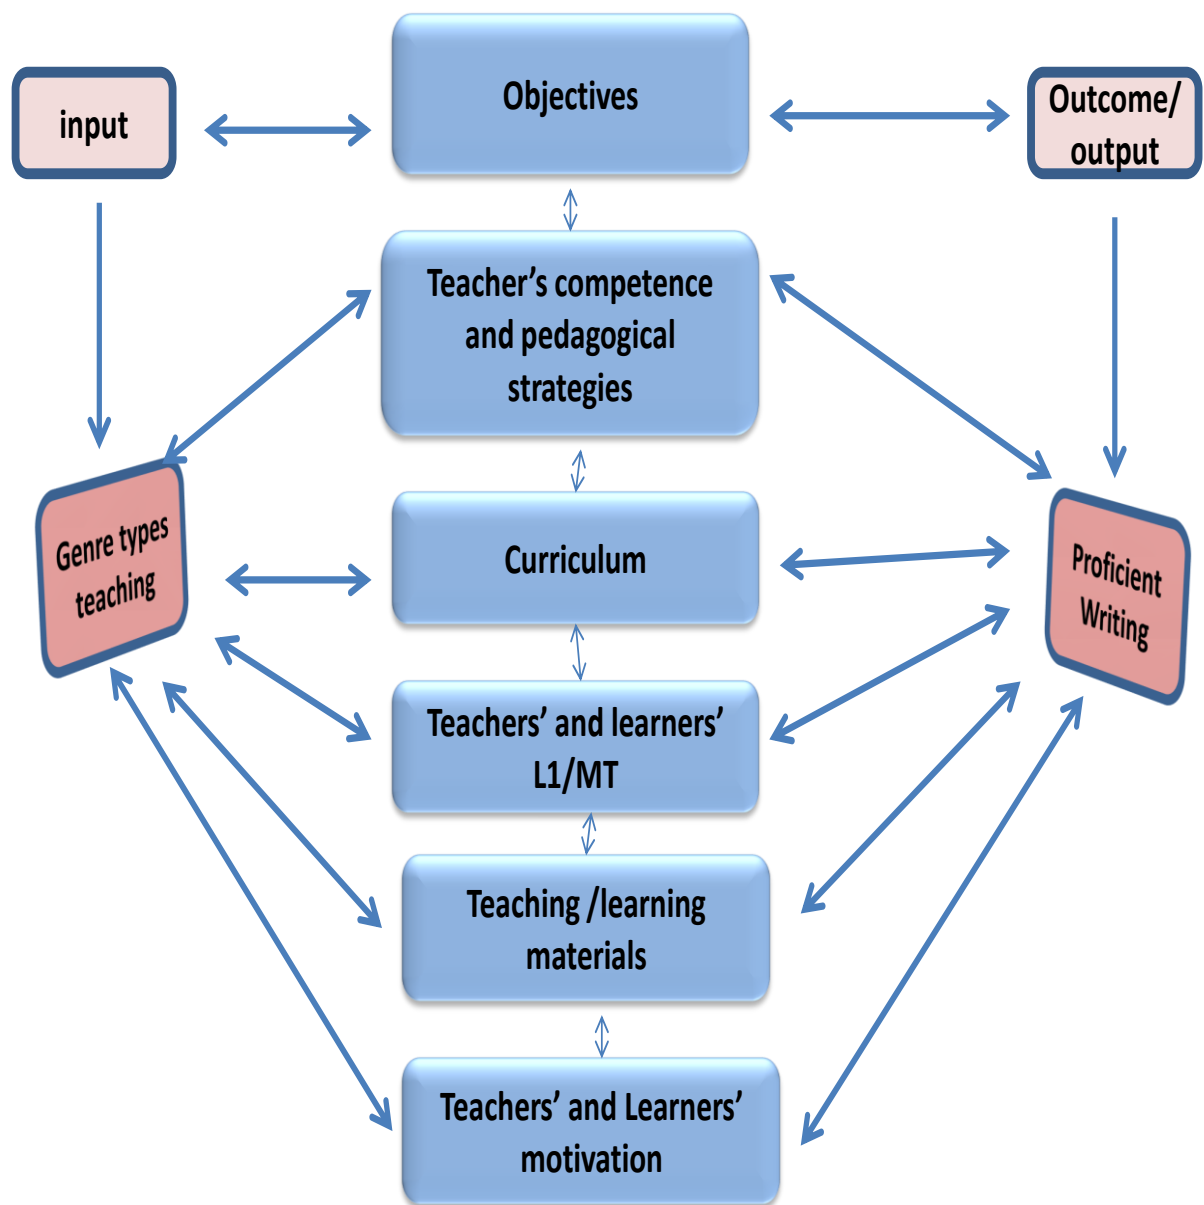 Objectives
input
Outcome/
output
Teacher’s competence
and pedagogical
strategies
Genre types
teaching
Curriculum
Proficient
Writing
Teachers’ and learners’
L1/MT
Teaching /learning
materials
Teachers’ and Learners’
motivation